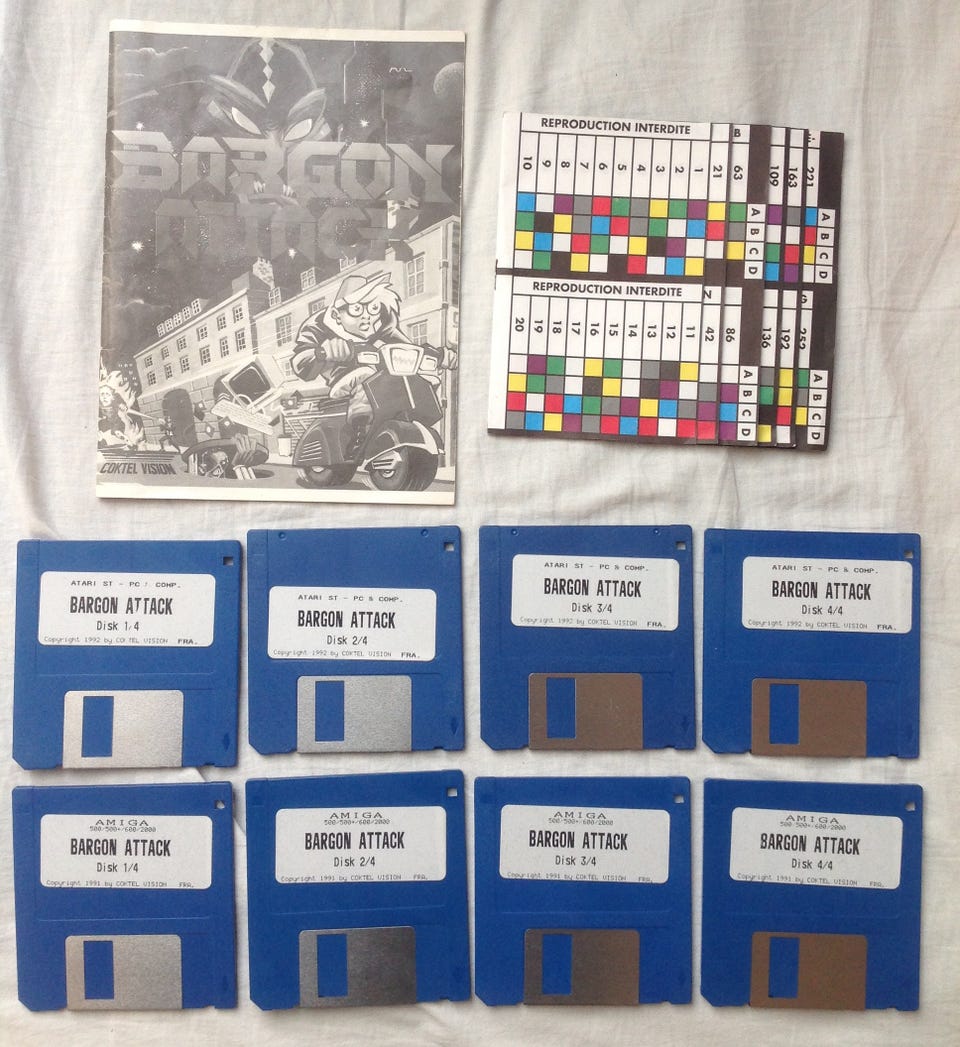 BARGON
ATTACK
COKTEL VISION
REPRODUCTION INTERDITE
10 9 8 7 6 5 4 3 2 1 21 63 109 163 221
B
A
B
C
D
REPRODUCTION INTERDITE
20 19 18 17 16 15 14 13 12 11 42 86 136 192 252
N
A
B
C
D
A
B
C
D
ATARI ST - PC & COMP.
BARGON ATTACK
Disk 1/4
Copyright 1992 by COKTEL VISION FRA.
ATARI ST - PC & COMP.
BARGON ATTACK
Disk 2/4
Copyright 1992 by COKTEL VISION FRA.
ATARI ST - PC & COMP.
BARGON ATTACK
Disk 3/4
Copyright 1992 by COKTEL VISION FRA.
ATARI ST - PC & COMP.
BARGON ATTACK
Disk 4/4
Copyright 1992 by COKTEL VISION FRA.
AMIGA
500/500+/600/2000
BARGON ATTACK
Disk 1/4
Copyright 1991 by COKTEL VISION FRA.
AMIGA
500/500+/600/2000
BARGON ATTACK
Disk 2/4
Copyright 1991 by COKTEL VISION FRA.
AMIGA
500/500+/600/2000
BARGON ATTACK
Disk 3/4
Copyright 1991 by COKTEL VISION FRA.
AMIGA
500/500+/600/2000
BARGON ATTACK
Disk 4/4
Copyright 1991 by COKTEL VISION FRA.